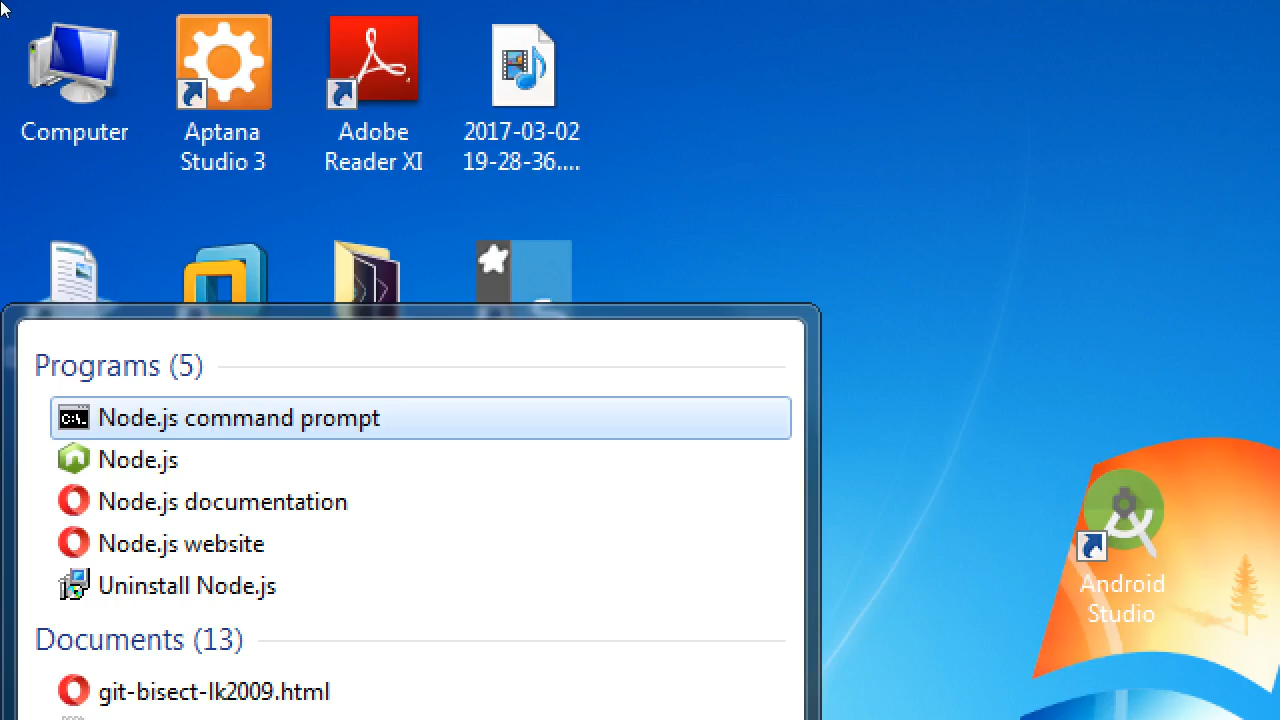 Computer
Aptana
Studio 3
Adobe
Reader XI
2017-03-02
19-28-36....
Programs (5)
C:\.
Node.js command prompt
Node.js
Node.js documentation
Node.js website
Uninstall Node.js
Documents (13)
git-bisect-lk2009.html
Android
Studio